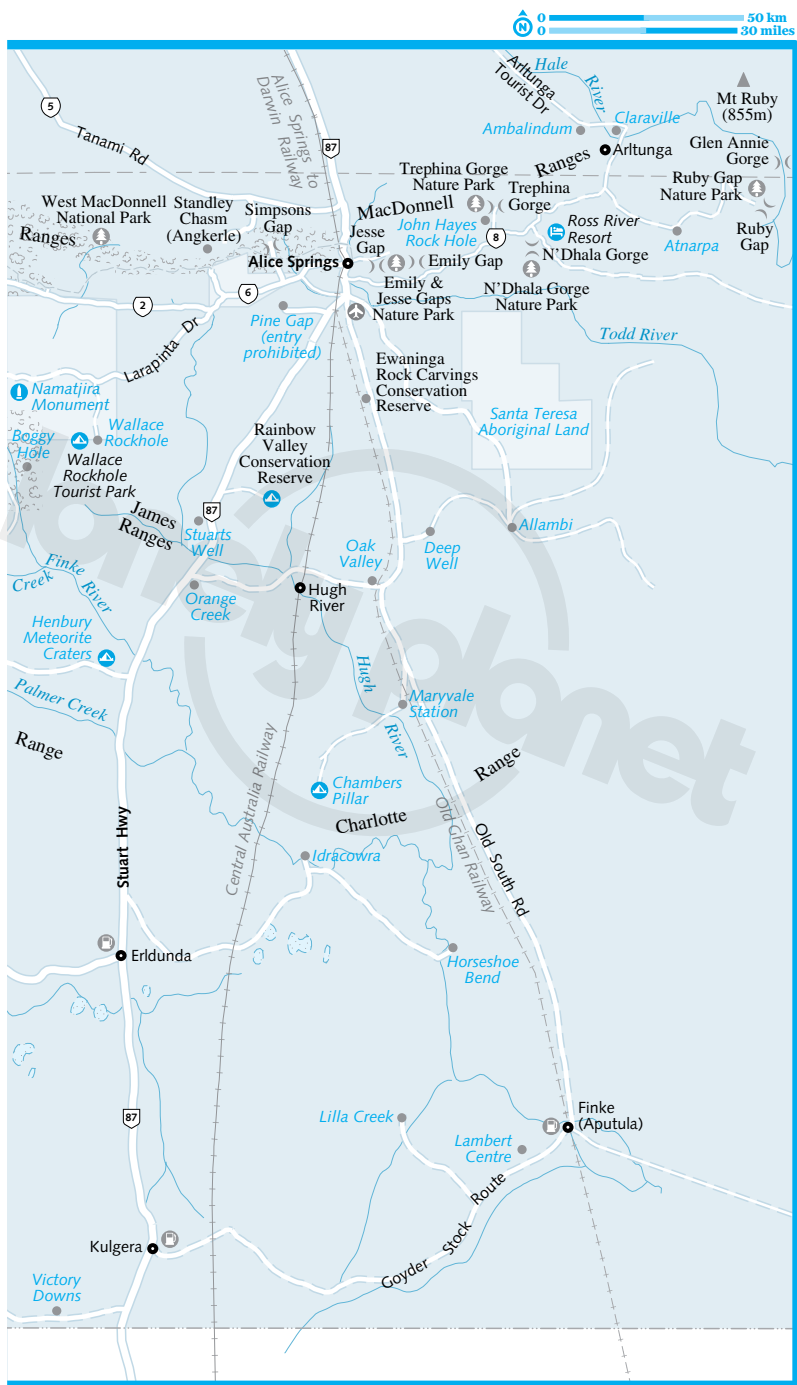 N
0 50 km
0 30 miles
5
Tanami Rd
Alice Springs to
Darwin Railway
87
Arltunga
Tourist Dr
Hale
River
Ambalindum
Claraville
Mt Ruby
(855m)
Arltunga
Ranges
Glen Annie
Gorge
Ruby Gap
Nature Park
Ruby
Gap
Atnarpa
West MacDonnell
National Park
Ranges
Standley
Chasm
(Angkerle)
Simpsons
Gap
Trephina Gorge
Nature Park
MacDonnell
Trephina
Gorge
John Hayes
Rock Hole
8
Ross River
Resort
N'Dhala Gorge
N'Dhala Gorge
Nature Park
Jesse
Gap
Alice Springs
Emily Gap
Emily &
Jesse Gaps
Nature Park
2
6
Larapinta Dr
Pine Gap
(entry
prohibited)
Todd River
Ewaninga
Rock Carvings
Conservation
Reserve
Santa Teresa
Aboriginal Land
Namatjira
Monument
Boggy
Hole
Wallace
Rockhole
Wallace
Rockhole
Tourist Park
Rainbow
Valley
Conservation
Reserve
James
Ranges
87
Stuarts
Well
Allambi
Deep
Well
Oak
Valley
Finke
River
Creek
Orange
Creek
Hugh
River
Henbury
Meteorite
Craters
Palmer Creek
Range
Hugh
River
Maryvale
Station
Chambers
Pillar
Range
Charlotte
Central Australia Railway
Old Ghan Railway
Old South Rd
Stuart Hwy
Idracowra
Erldunda
Horseshoe
Bend
87
Lilla Creek
Finke
(Aputula)
Lambert
Centre
Goyder Stock Route
Kulgera
Victory
Downs
lonely planet